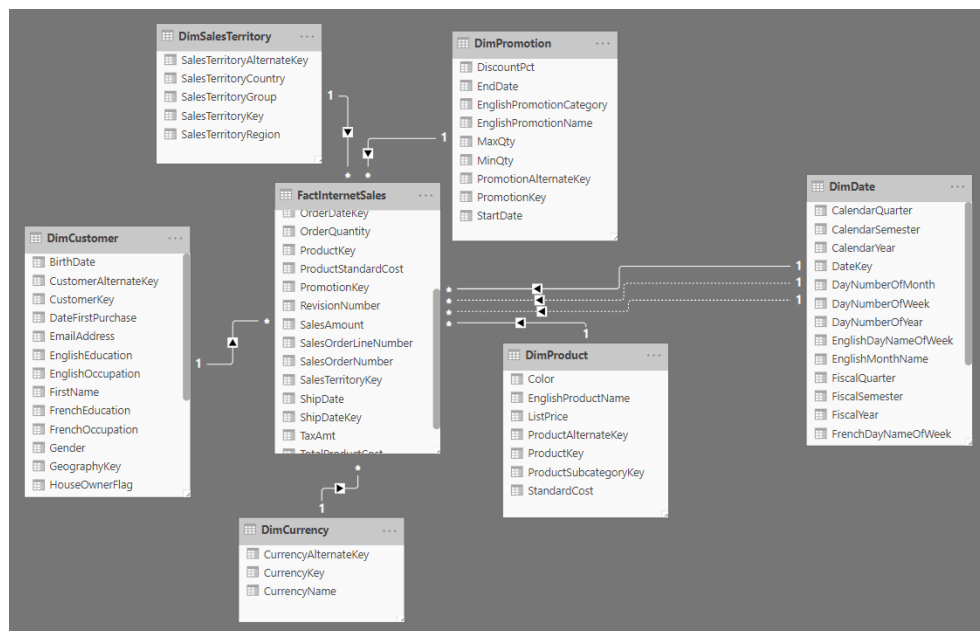 DimSalesTerritory ...
SalesTerritoryAlternateKey
SalesTerritoryCountry
SalesTerritoryGroup
SalesTerritoryKey
SalesTerritoryRegion
1
*
DimPromotion ...
DiscountPct
EndDate
EnglishPromotionCategory
EnglishPromotionName
MaxQty
MinQty
PromotionAlternateKey
PromotionKey
StartDate
1
*
FactInternetSales ...
OrderDateKey
OrderQuantity
ProductKey
ProductStandardCost
PromotionKey
RevisionNumber
SalesAmount
SalesOrderLineNumber
SalesOrderNumber
SalesTerritoryKey
ShipDate
ShipDateKey
TaxAmt
TotalProductCost
DimDate ...
CalendarQuarter
CalendarSemester
CalendarYear
DateKey
DayNumberOfMonth
DayNumberOfWeek
DayNumberOfYear
EnglishDayNameOfWeek
EnglishMonthName
FiscalQuarter
FiscalSemester
FiscalYear
FrenchDayNameOfWeek
1
1
1
*
*
*
*
DimCustomer ...
BirthDate
CustomerAlternateKey
CustomerKey
DateFirstPurchase
EmailAddress
EnglishEducation
EnglishOccupation
FirstName
FrenchEducation
FrenchOccupation
Gender
GeographyKey
HouseOwnerFlag
1
*
DimProduct ...
Color
EnglishProductName
ListPrice
ProductAlternateKey
ProductKey
ProductSubcategoryKey
StandardCost
1
*
1
DimCurrency ...
CurrencyAlternateKey
CurrencyKey
CurrencyName